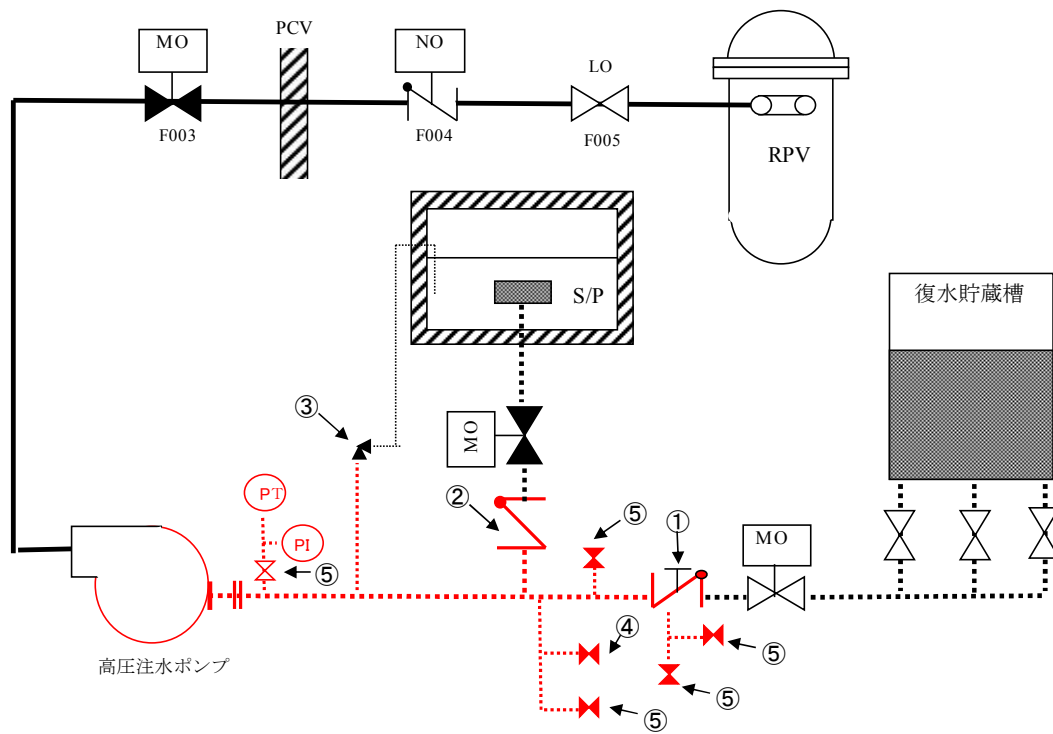 MO
PCV
NO
LO
F003
F004
F005
RPV
S/P
復水貯蔵槽
③
MO
②
⑤
①
MO
PT
PI
⑤
高圧注水ポンプ
④
⑤
⑤
⑤